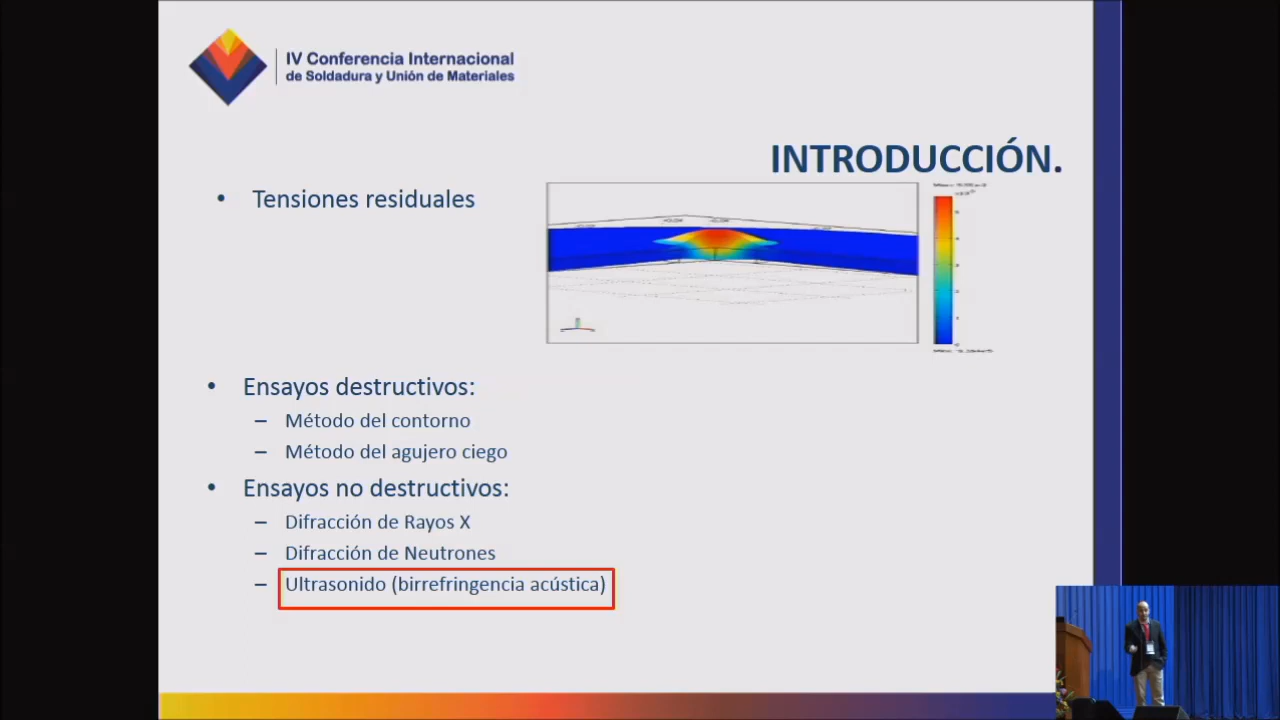 IV Conferencia Internacional
de Soldadura y Unión de Materiales
INTRODUCCIÓN.
• Tensiones residuales
• Ensayos destructivos:
– Método del contorno
– Método del agujero ciego
• Ensayos no destructivos:
– Difracción de Rayos X
– Difracción de Neutrones
– Ultrasonido (birrefringencia acústica)